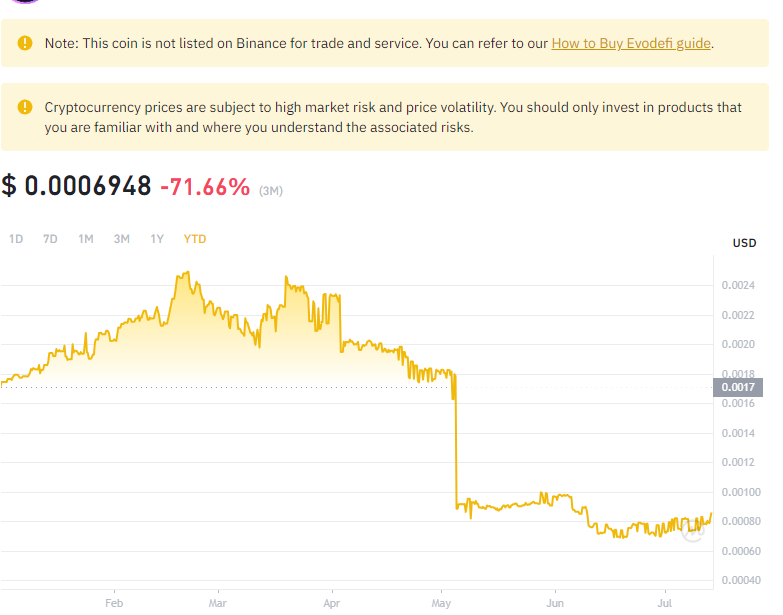 Note: This coin is not listed on Binance for trade and service. You can refer to our How to Buy Evodefi guide.
Cryptocurrency prices are subject to high market risk and price volatility. You should only invest in products that
you are familiar with and where you understand the associated risks.
$ 0.0006948 -71.66% (3M)
1D 7D 1M 3M 1Y YTD
USD
0.0024
0.0022
0.0020
0.0018
0.0017
0.0016
0.0014
0.0012
0.00100
0.00080
0.00060
0.00040
Feb Mar Apr May Jun Jul